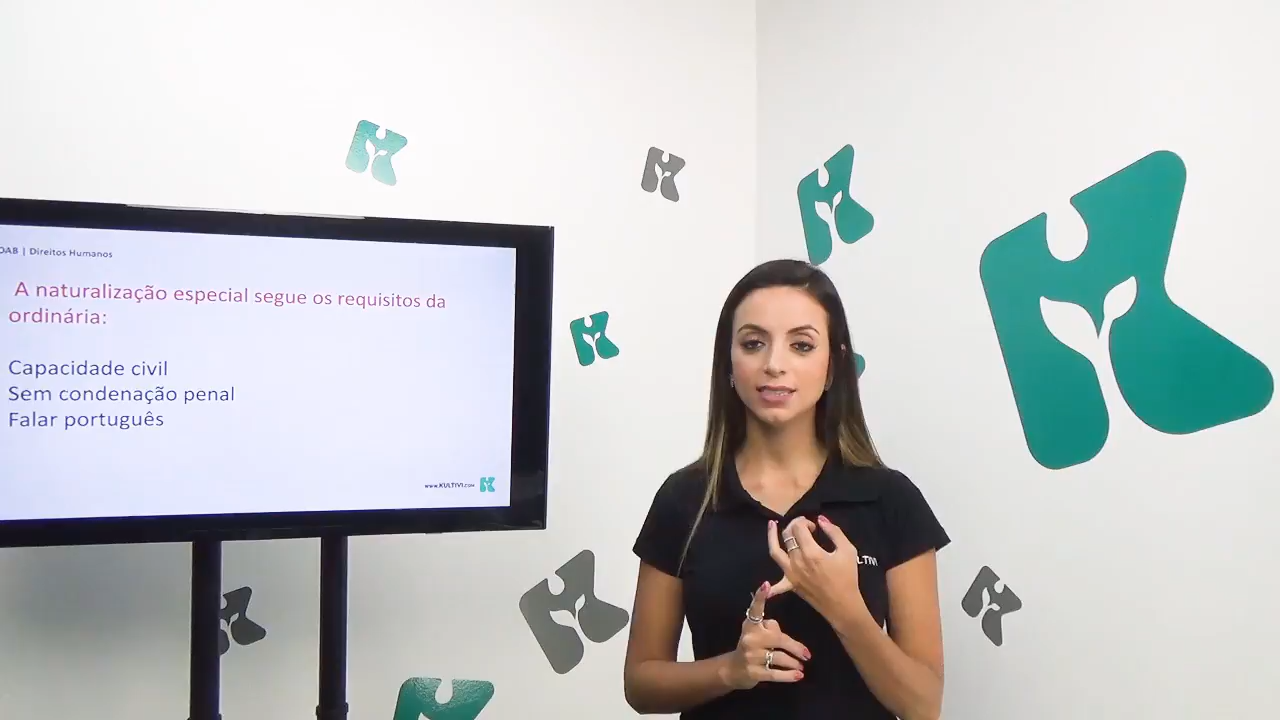 OAB | Direitos Humanos
A naturalização especial segue os requisitos da
ordinária:
Capacidade civil
Sem condenação penal
Falar português
www.KULTIVI.com
LTIVI